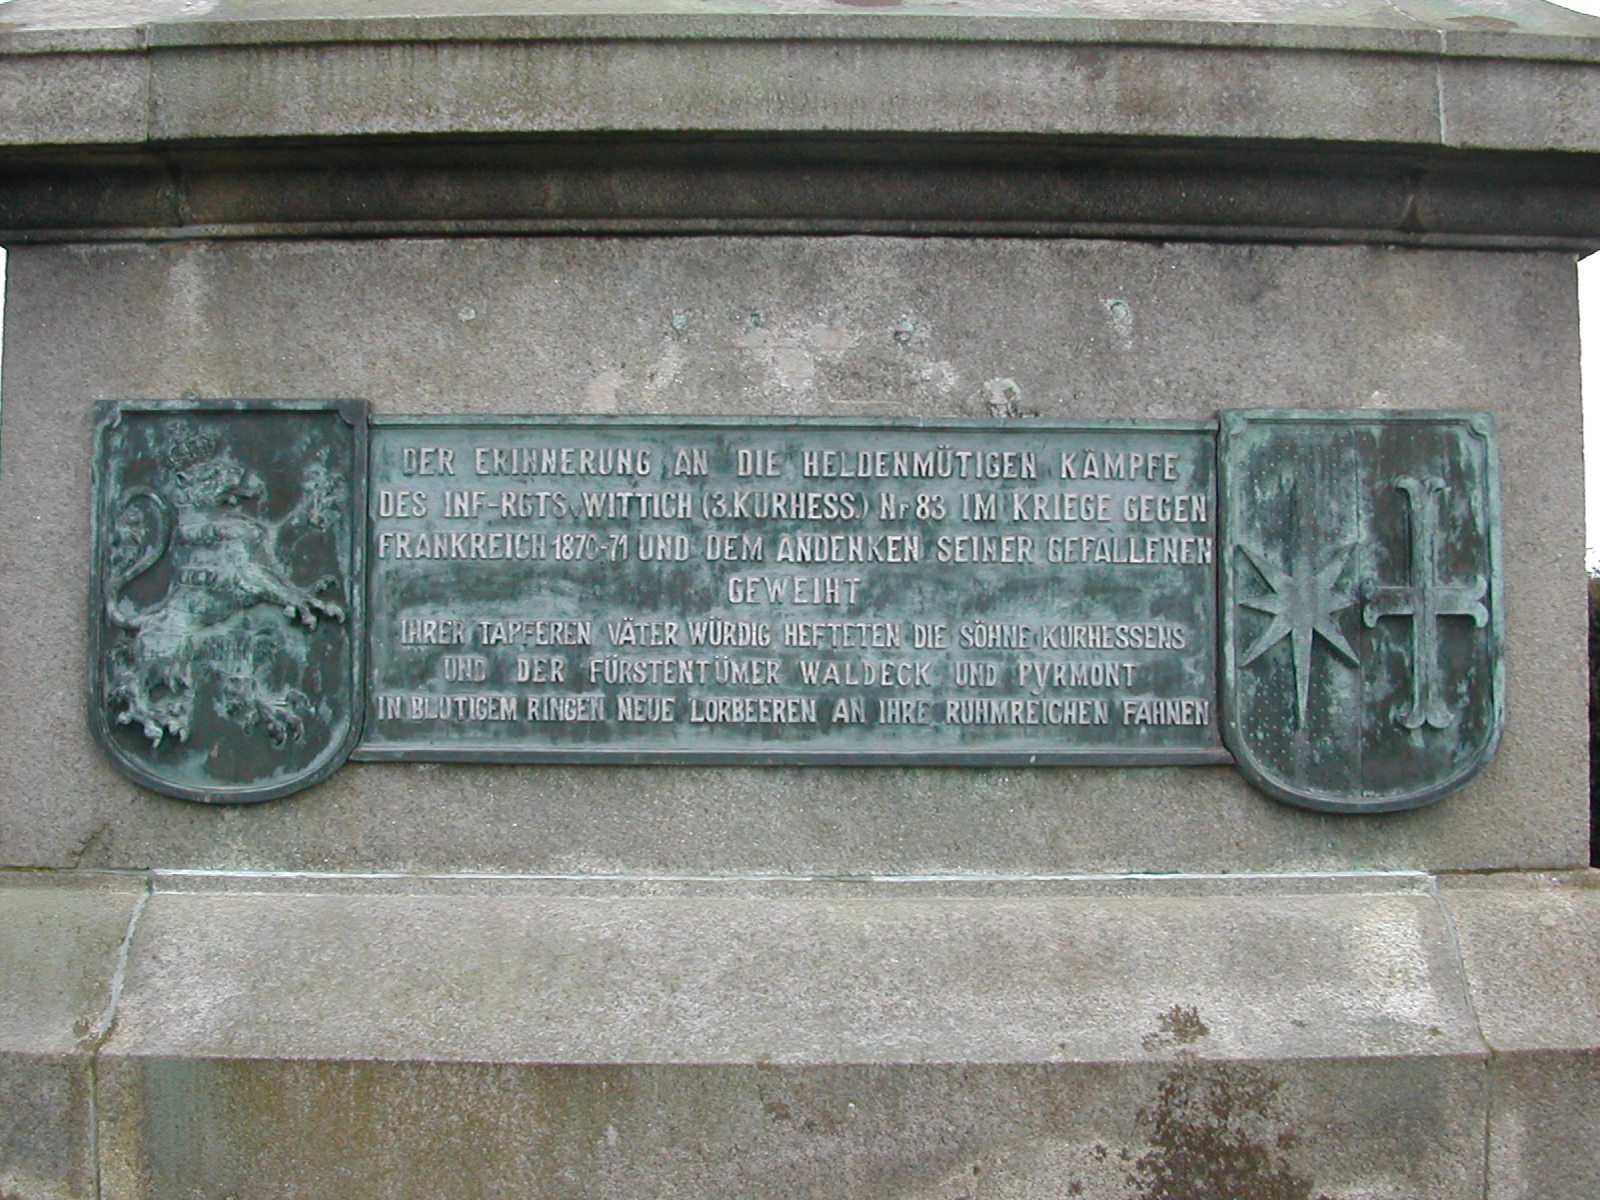 DER ERINNERUNG AN DIE HELDENMÜTIGEN KÄMPFE
DES INF-RGTS v. WITTICH (3.KURHESS.) Nr 83 IM KRIEGE GEGEN
FRANKREICH 1870-71 UND DEM ANDENKEN SEINER GEFALLENEN
GEWEIHT
IHRER TAPFEREN VÄTER WÜRDIG HEFTETEN DIE SÖHNE KURHESSENS
UND DER FÜRSTENTÜMER WALDECK UND PYRMONT
IN BLUTIGEM RINGEN NEUE LORBEEREN AN IHRE RUHMREICHEN FAHNEN